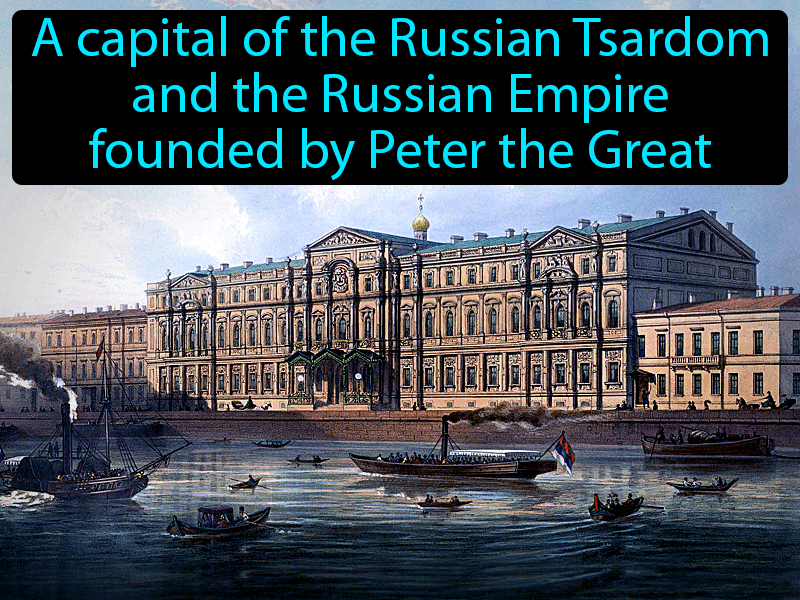 A capital of the Russian Tsardom
and the Russian Empire
founded by Peter the Great